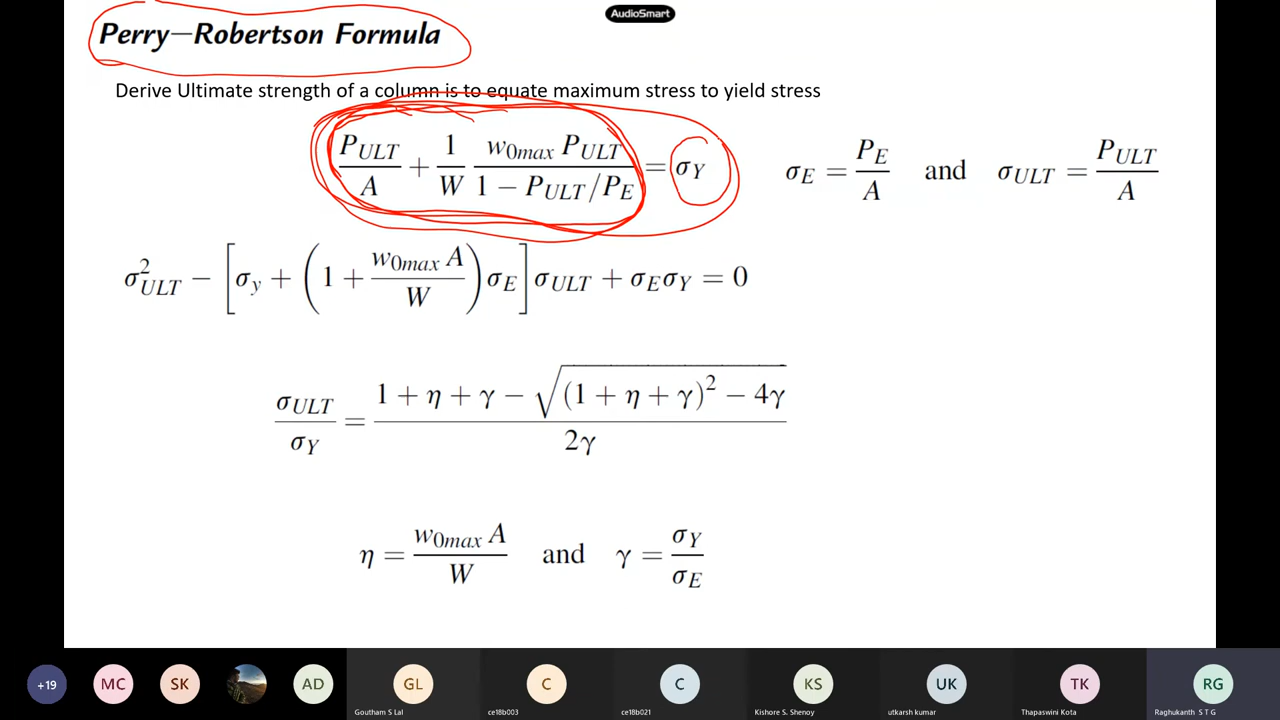 AudioSmart
Perry—Robertson Formula
Derive Ultimate strength of a column is to equate maximum stress to yield stress
P_ULT/A + 1/W w_0max P_ULT/(1 − P_ULT/P_E) = σ_Y σ_E = P_E/A and σ_ULT = P_ULT/A
σ²_ULT − [σ_y + (1 + w_0max A/W) σ_E] σ_ULT + σ_E σ_Y = 0
σ_ULT/σ_Y = (1 + η + γ − √((1 + η + γ)² − 4γ))/2γ
η = w_0max A/W and γ = σ_Y/σ_E
+19 MC SK AD GL C C KS UK TK RG
Goutham S Lal ce18b003 ce18b021 Kishore S. Shenoy utkarsh kumar Thapaswini Kota Raghukanth S T G